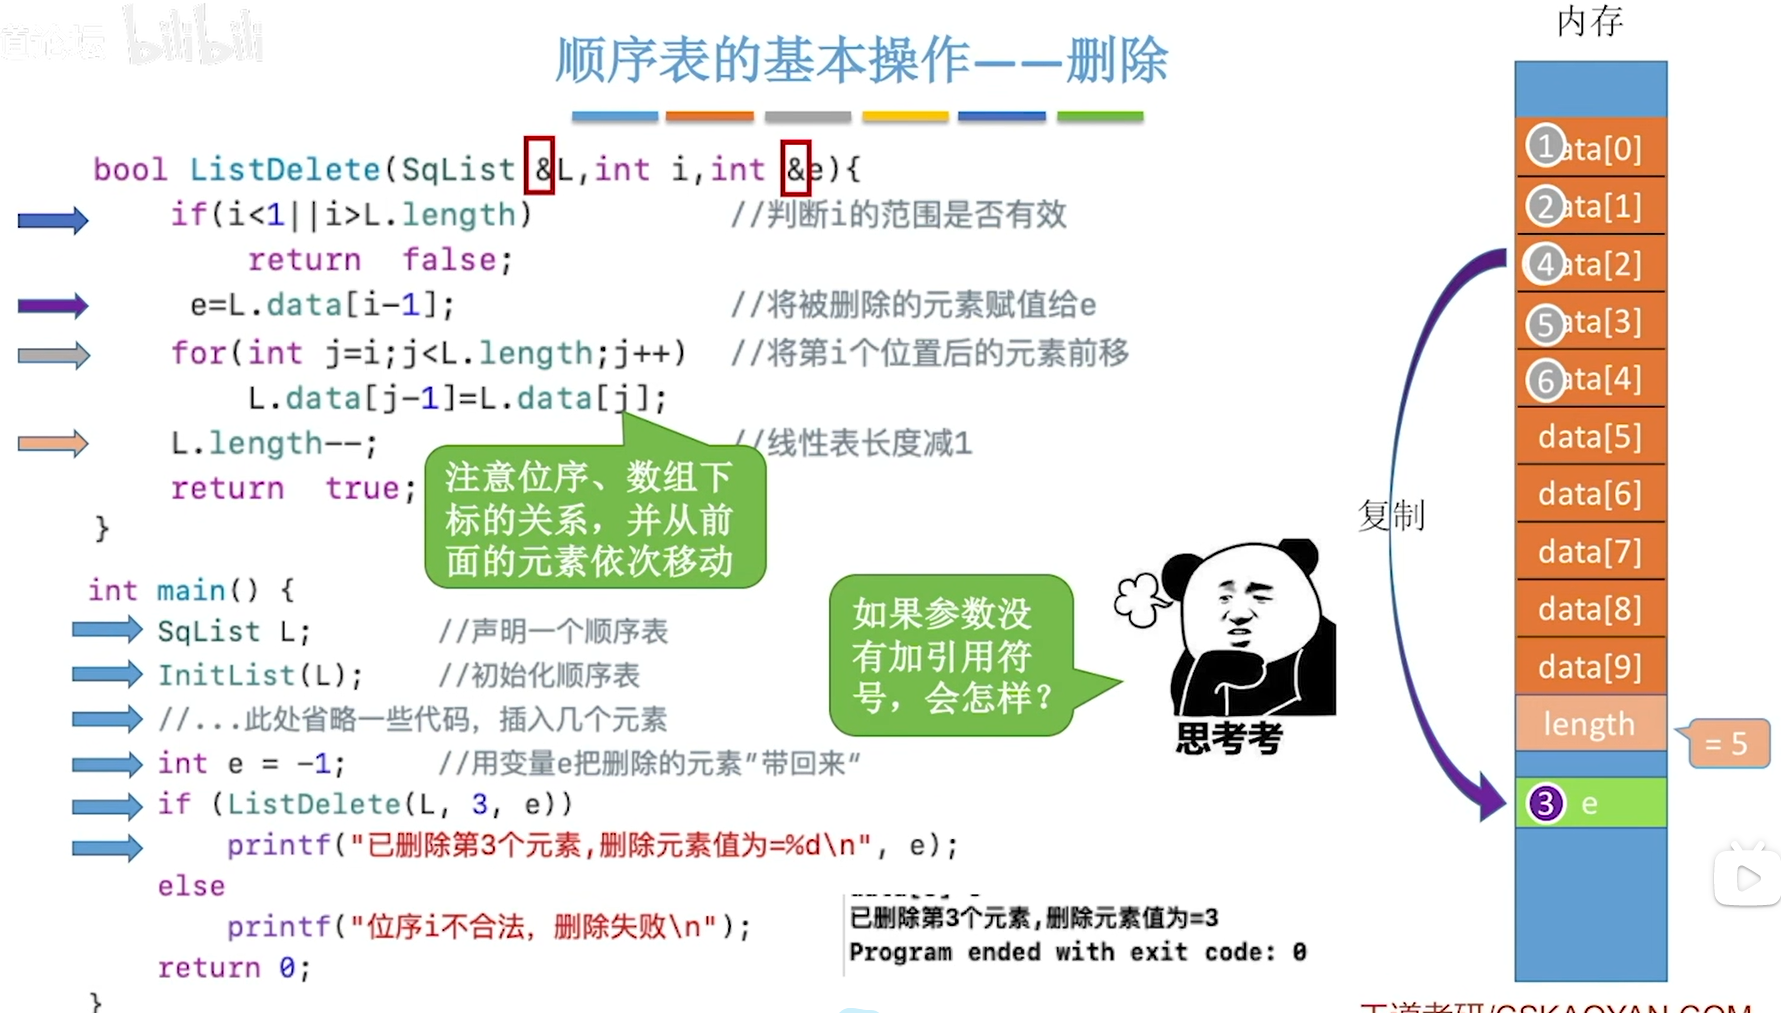 bilibili
顺序表的基本操作——删除
bool ListDelete(SqList &L,int i,int &e){
if(i<1||i>L.length) //判断i的范围是否有效
return false;
e=L.data[i-1]; //将被删除的元素赋值给e
for(int j=i;j<L.length;j++) //将第i个位置后的元素前移
L.data[j-1]=L.data[j];
L.length--; //线性表长度减1
return true;
}
注意位序、数组下
标的关系，并从前
面的元素依次移动
int main() {
SqList L; //声明一个顺序表
InitList(L); //初始化顺序表
//...此处省略一些代码，插入几个元素
int e = -1; //用变量e把删除的元素"带回来"
if (ListDelete(L, 3, e))
printf("已删除第3个元素,删除元素值为=%d\n", e);
else
printf("位序i不合法，删除失败\n");
return 0;
}
如果参数没
有加引用符
号，会怎样？
思考考
已删除第3个元素,删除元素值为=3
Program ended with exit code: 0
内存
1 ata[0]
2 ata[1]
4 ata[2]
5 ata[3]
6 ata[4]
data[5]
data[6]
data[7]
data[8]
data[9]
length
= 5
3 e
复制
王道考研/CSKAOYAN.COM